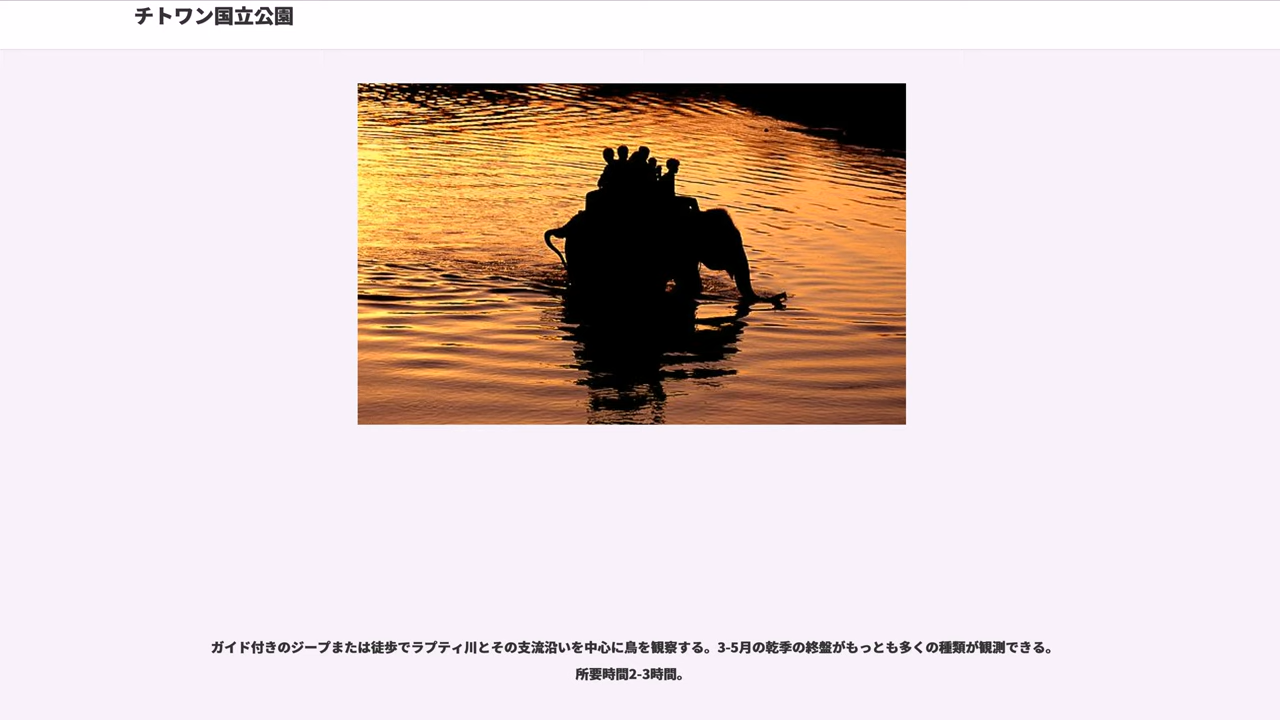 チトワン国立公園
ガイド付きのジープまたは徒歩でラプティ川とその支流沿いを中心に鳥を観察する。3-5月の乾季の終盤がもっとも多くの種類が観測できる。
所要時間2-3時間。